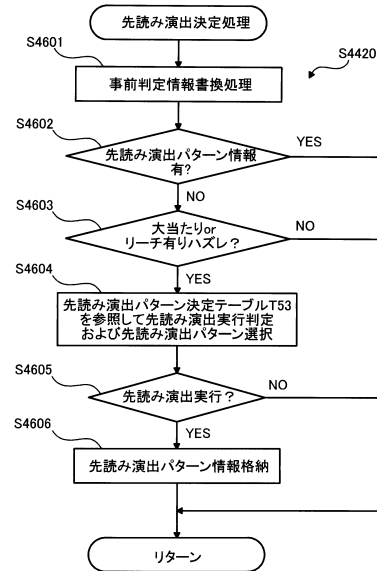 先読み演出決定処理
S4601
S4420
事前判定情報書換処理
S4602
YES
先読み演出パターン情報
有?
NO
S4603
大当たりor
リーチ有りハズレ？
NO
YES
S4604
先読み演出パターン決定テーブルT53
を参照して先読み演出実行判定
および先読み演出パターン選択
S4605
先読み演出実行？
NO
YES
S4606
先読み演出パターン情報格納
リターン